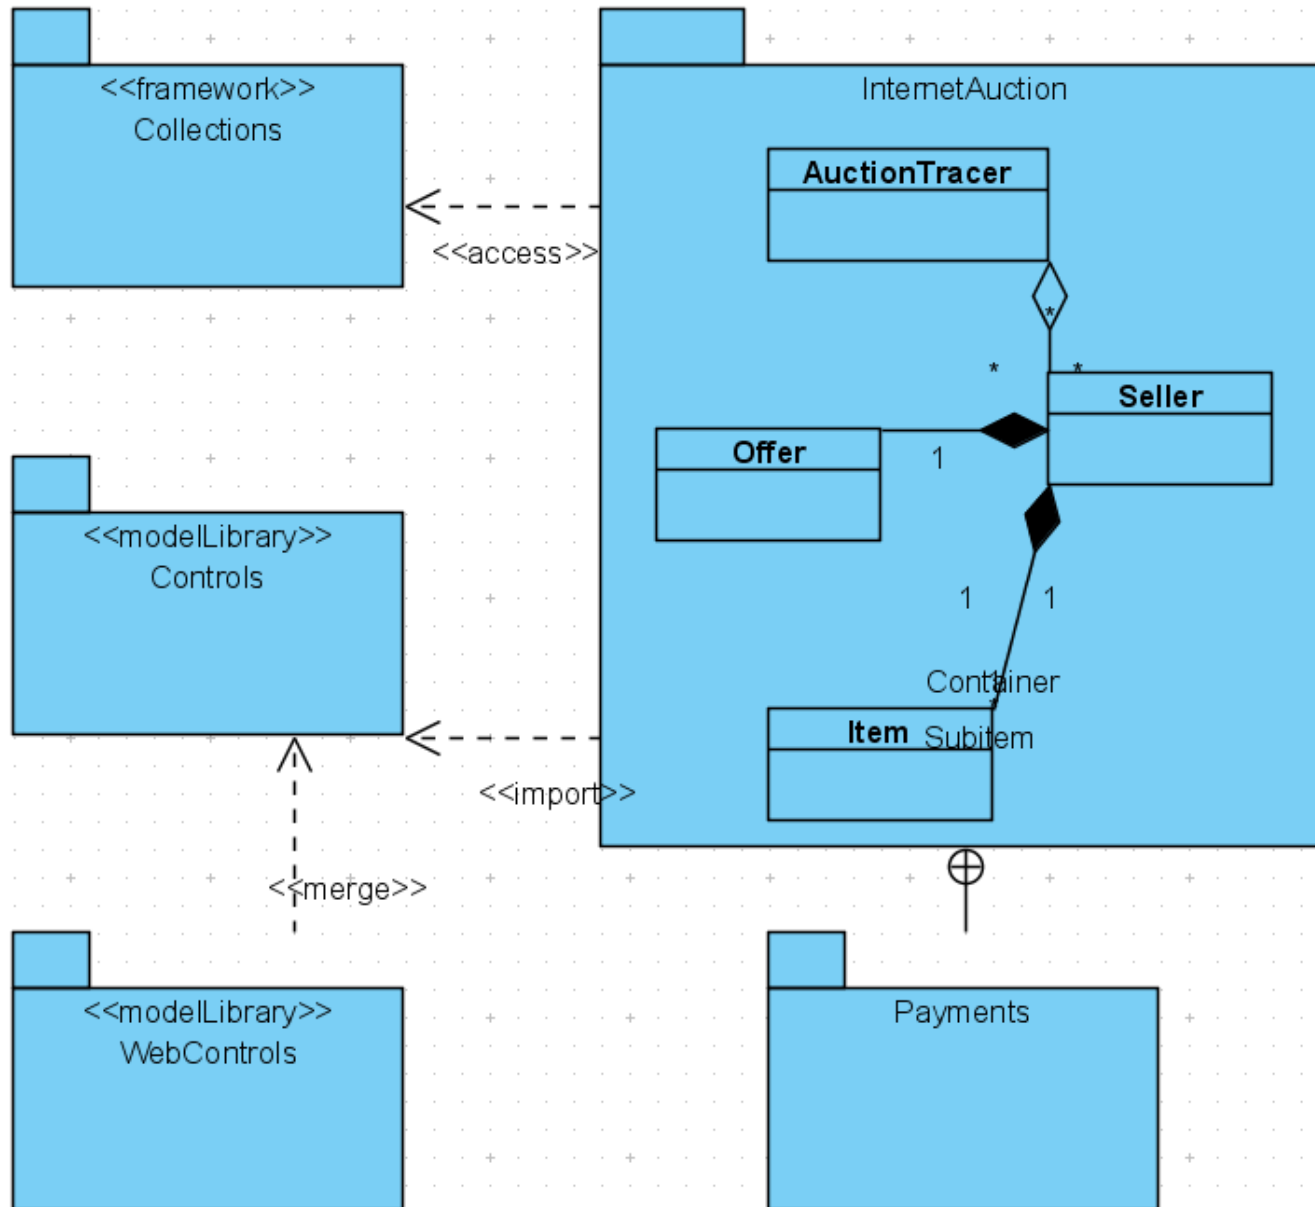 <<framework>>
Collections
InternetAuction
AuctionTracer
<<access>>
*
*
*
Seller
Offer
1
<<modelLibrary>>
Controls
1
1
Container
*
Item
Subitem
<<import>>
<<merge>>
<<modelLibrary>>
WebControls
Payments